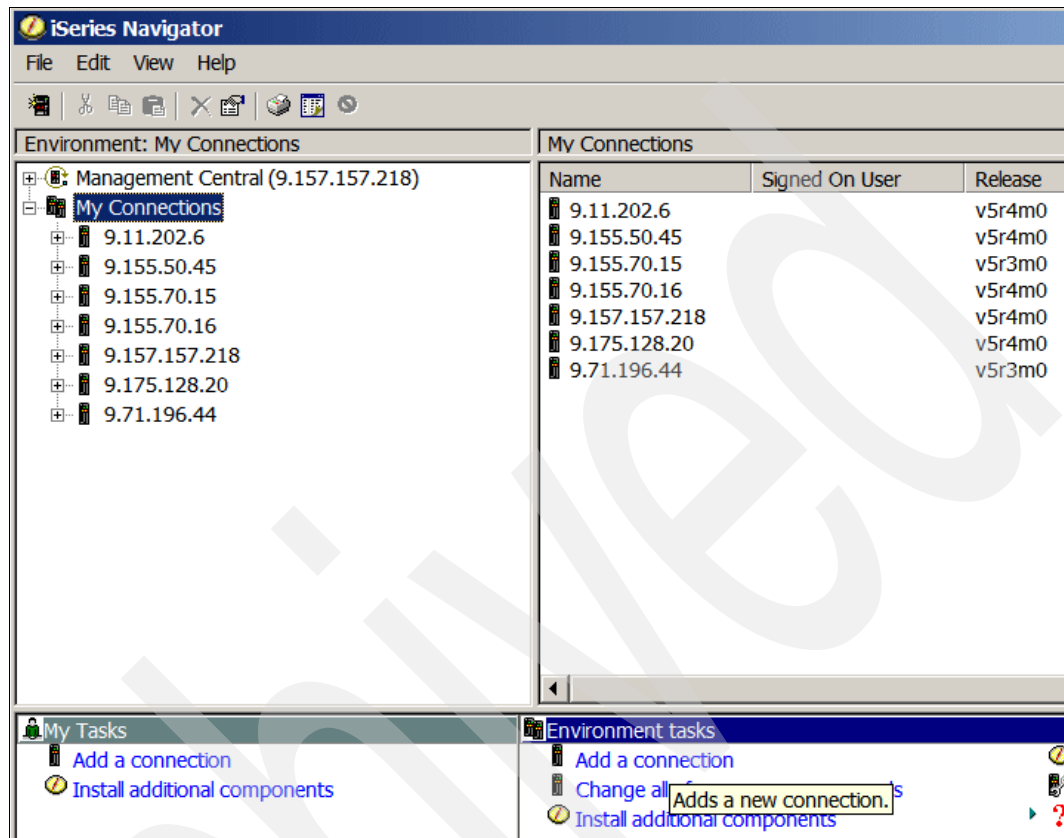 iSeries Navigator
File Edit View Help
Environment: My Connections
My Connections
Management Central (9.157.157.218)
My Connections
9.11.202.6
9.155.50.45
9.155.70.15
9.155.70.16
9.157.157.218
9.175.128.20
9.71.196.44
Name Signed On User Release
9.11.202.6 v5r4m0
9.155.50.45 v5r4m0
9.155.70.15 v5r3m0
9.155.70.16 v5r4m0
9.157.157.218 v5r4m0
9.175.128.20 v5r4m0
9.71.196.44 v5r3m0
My Tasks
Add a connection
Install additional components
Environment tasks
Add a connection
Change all
Adds a new connection.
Install additional components